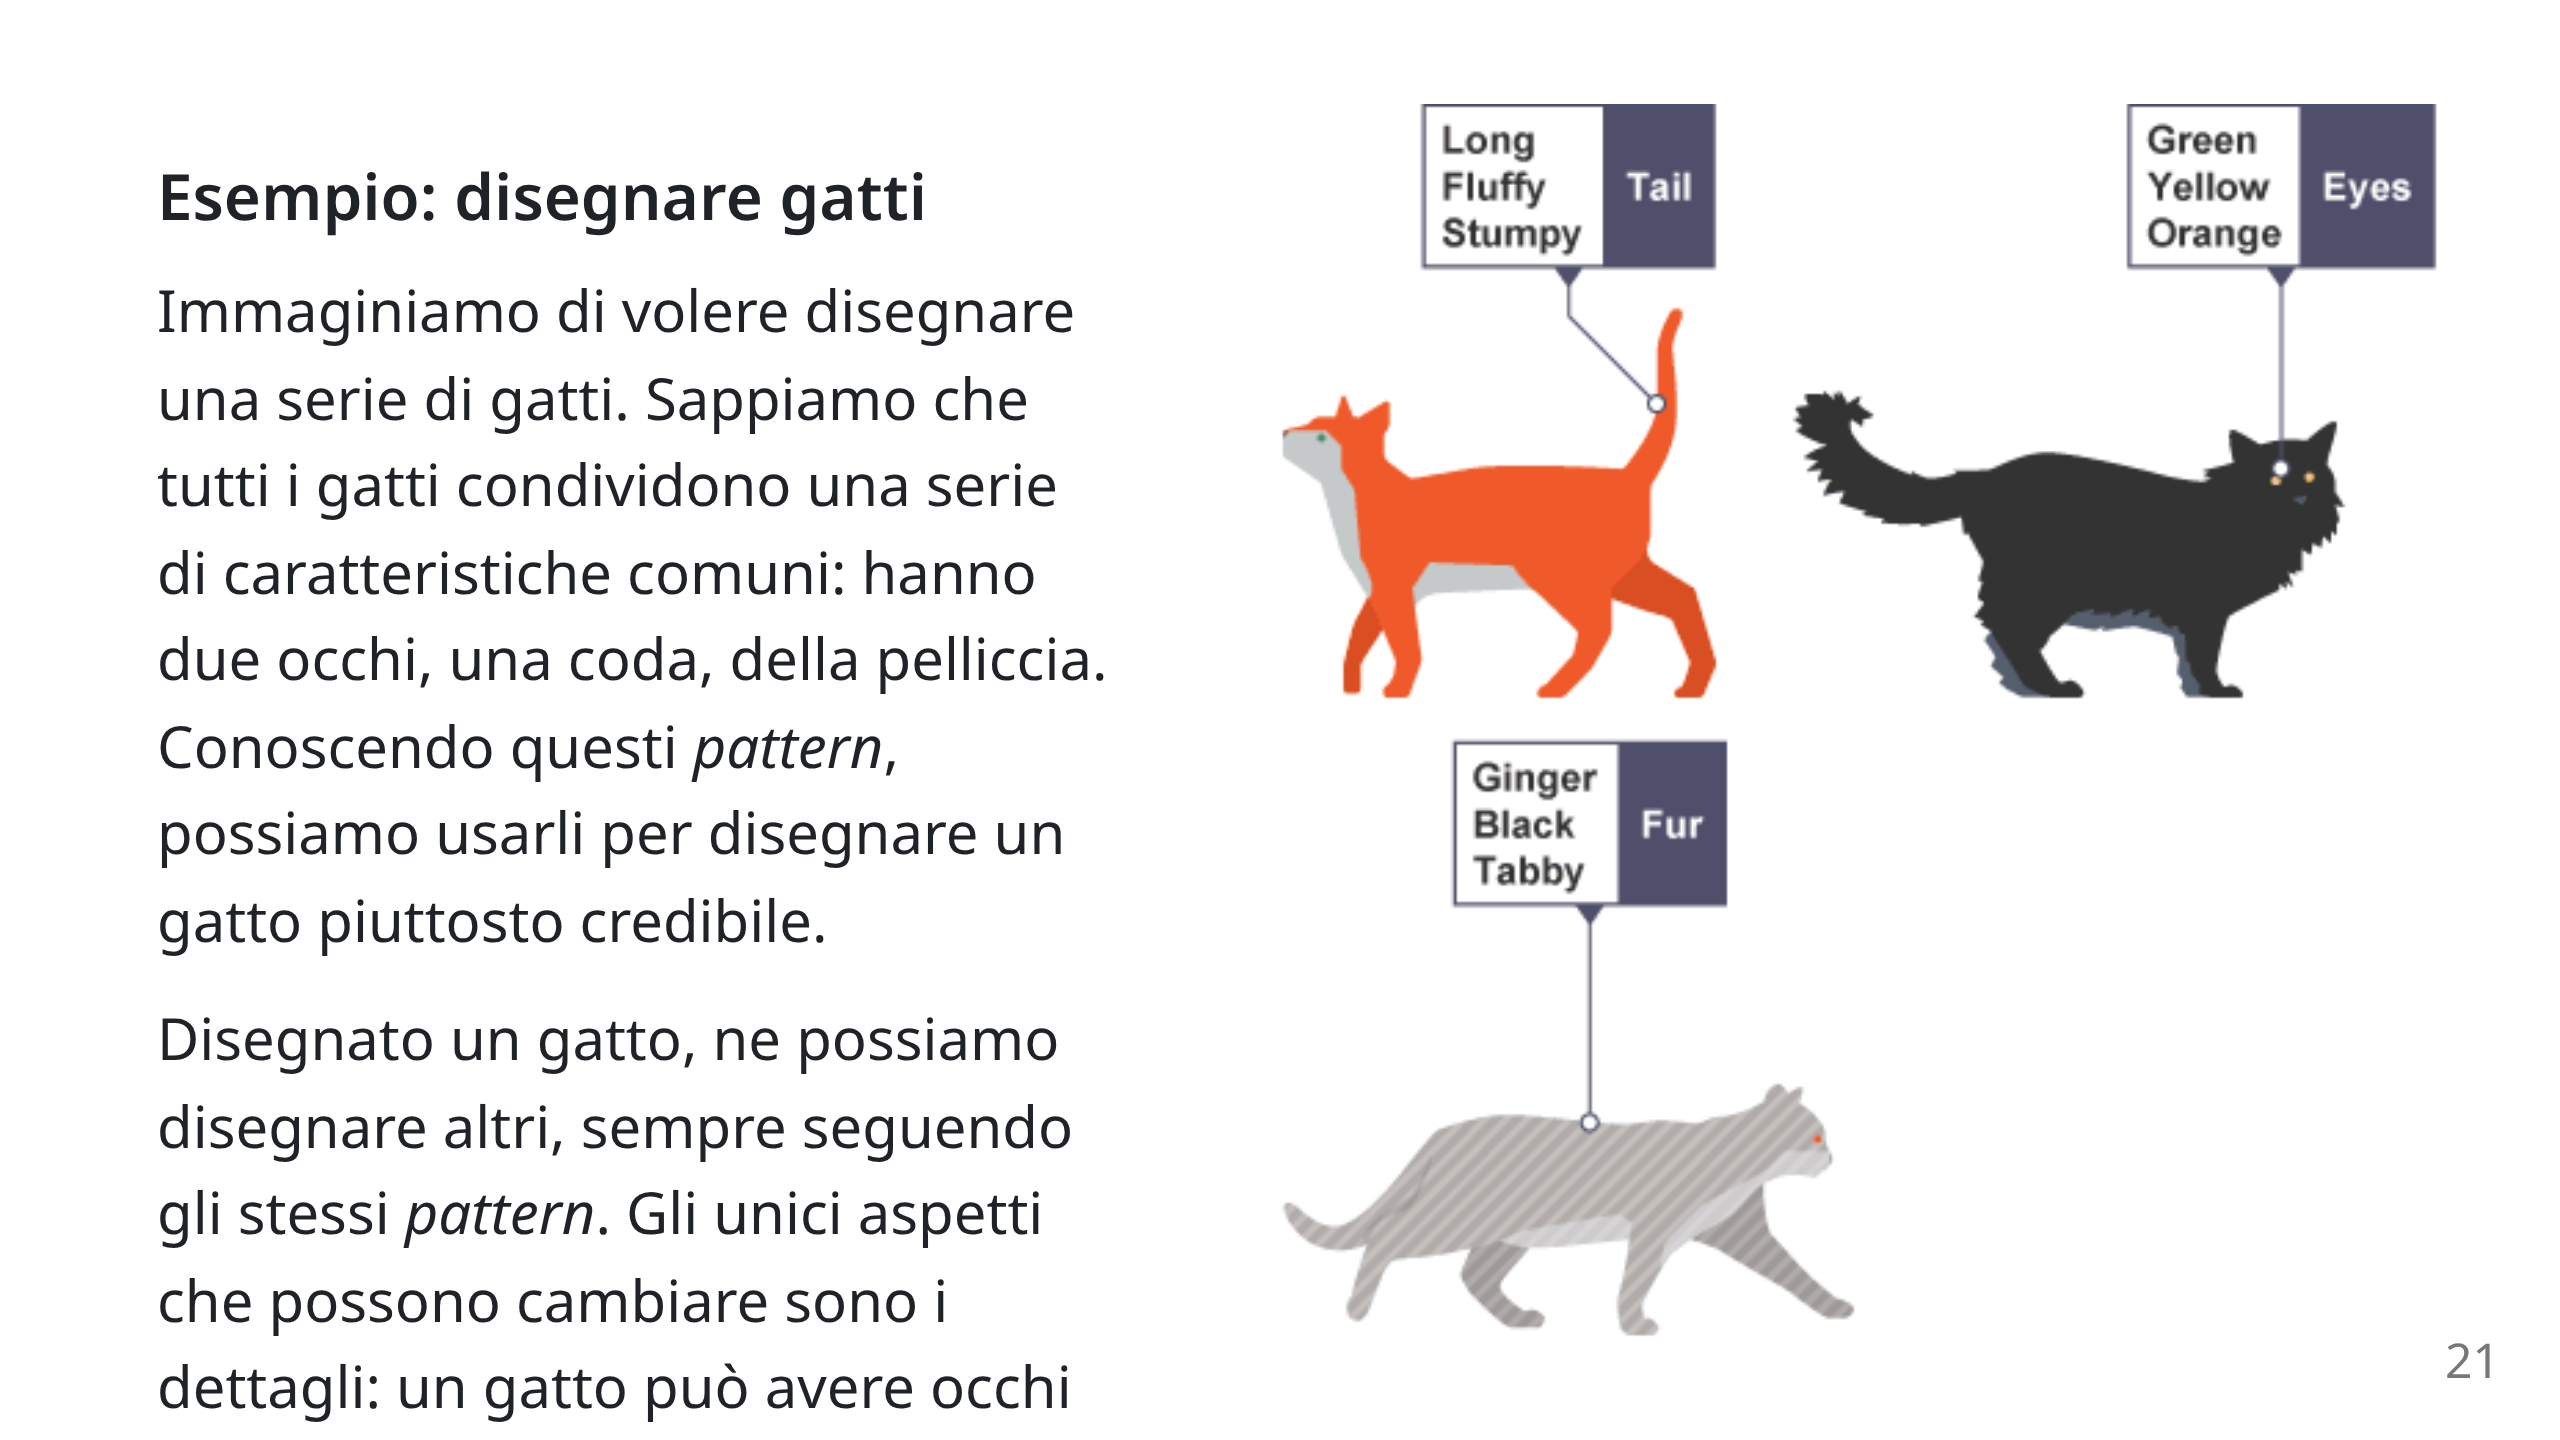 Esempio: disegnare gatti
Immaginiamo di volere disegnare
una serie di gatti. Sappiamo che
tutti i gatti condividono una serie
di caratteristiche comuni: hanno
due occhi, una coda, della pelliccia.
Conoscendo questi pattern,
possiamo usarli per disegnare un
gatto piuttosto credibile.
Disegnato un gatto, ne possiamo
disegnare altri, sempre seguendo
gli stessi pattern. Gli unici aspetti
che possono cambiare sono i
dettagli: un gatto può avere occhi
Long
Fluffy
Stumpy
Tail
Green
Yellow
Orange
Eyes
Ginger
Black
Tabby
Fur
21